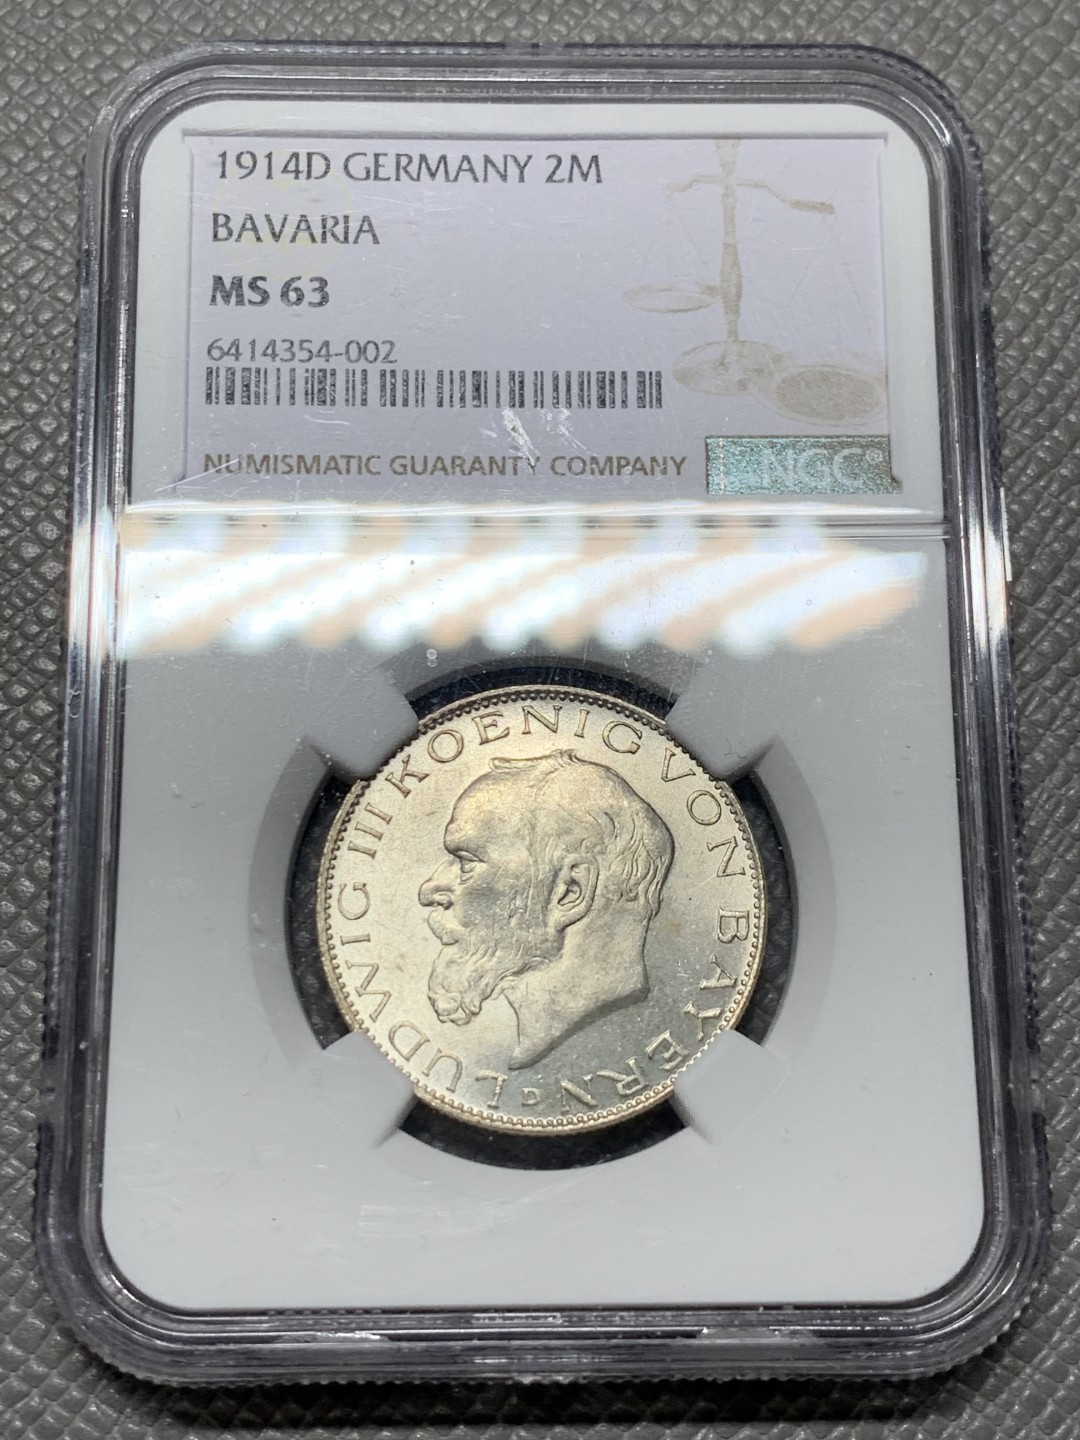 1914D GERMANY 2M
BAVARIA
MS 63
6414354-002
NUMISMATIC GUARANTY COMPANY
NGC®
LUDWIG III KOENIG VON BAYERN
D